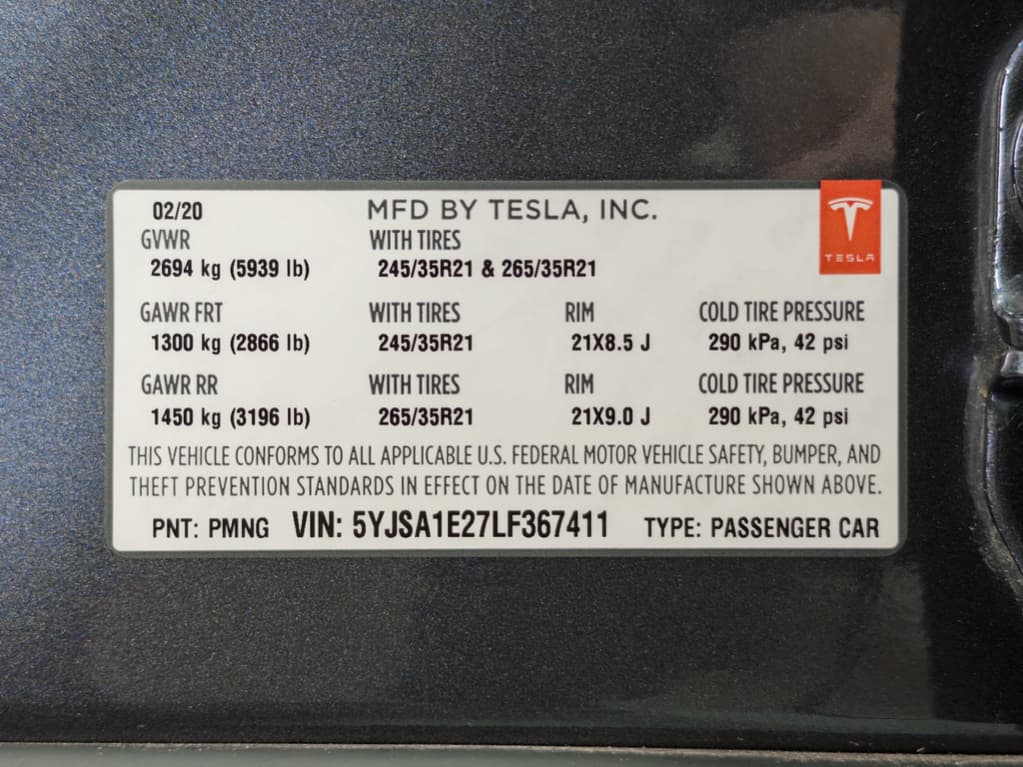 02/20 MFD BY TESLA, INC.
GVWR WITH TIRES
2694 kg (5939 lb) 245/35R21 & 265/35R21
TESLA
GAWR FRT WITH TIRES RIM COLD TIRE PRESSURE
1300 kg (2866 lb) 245/35R21 21X8.5 J 290 kPa, 42 psi
GAWR RR WITH TIRES RIM COLD TIRE PRESSURE
1450 kg (3196 lb) 265/35R21 21X9.0 J 290 kPa, 42 psi
THIS VEHICLE CONFORMS TO ALL APPLICABLE U.S. FEDERAL MOTOR VEHICLE SAFETY, BUMPER, AND
THEFT PREVENTION STANDARDS IN EFFECT ON THE DATE OF MANUFACTURE SHOWN ABOVE.
PNT: PMNG VIN: 5YJSA1E27LF367411 TYPE: PASSENGER CAR